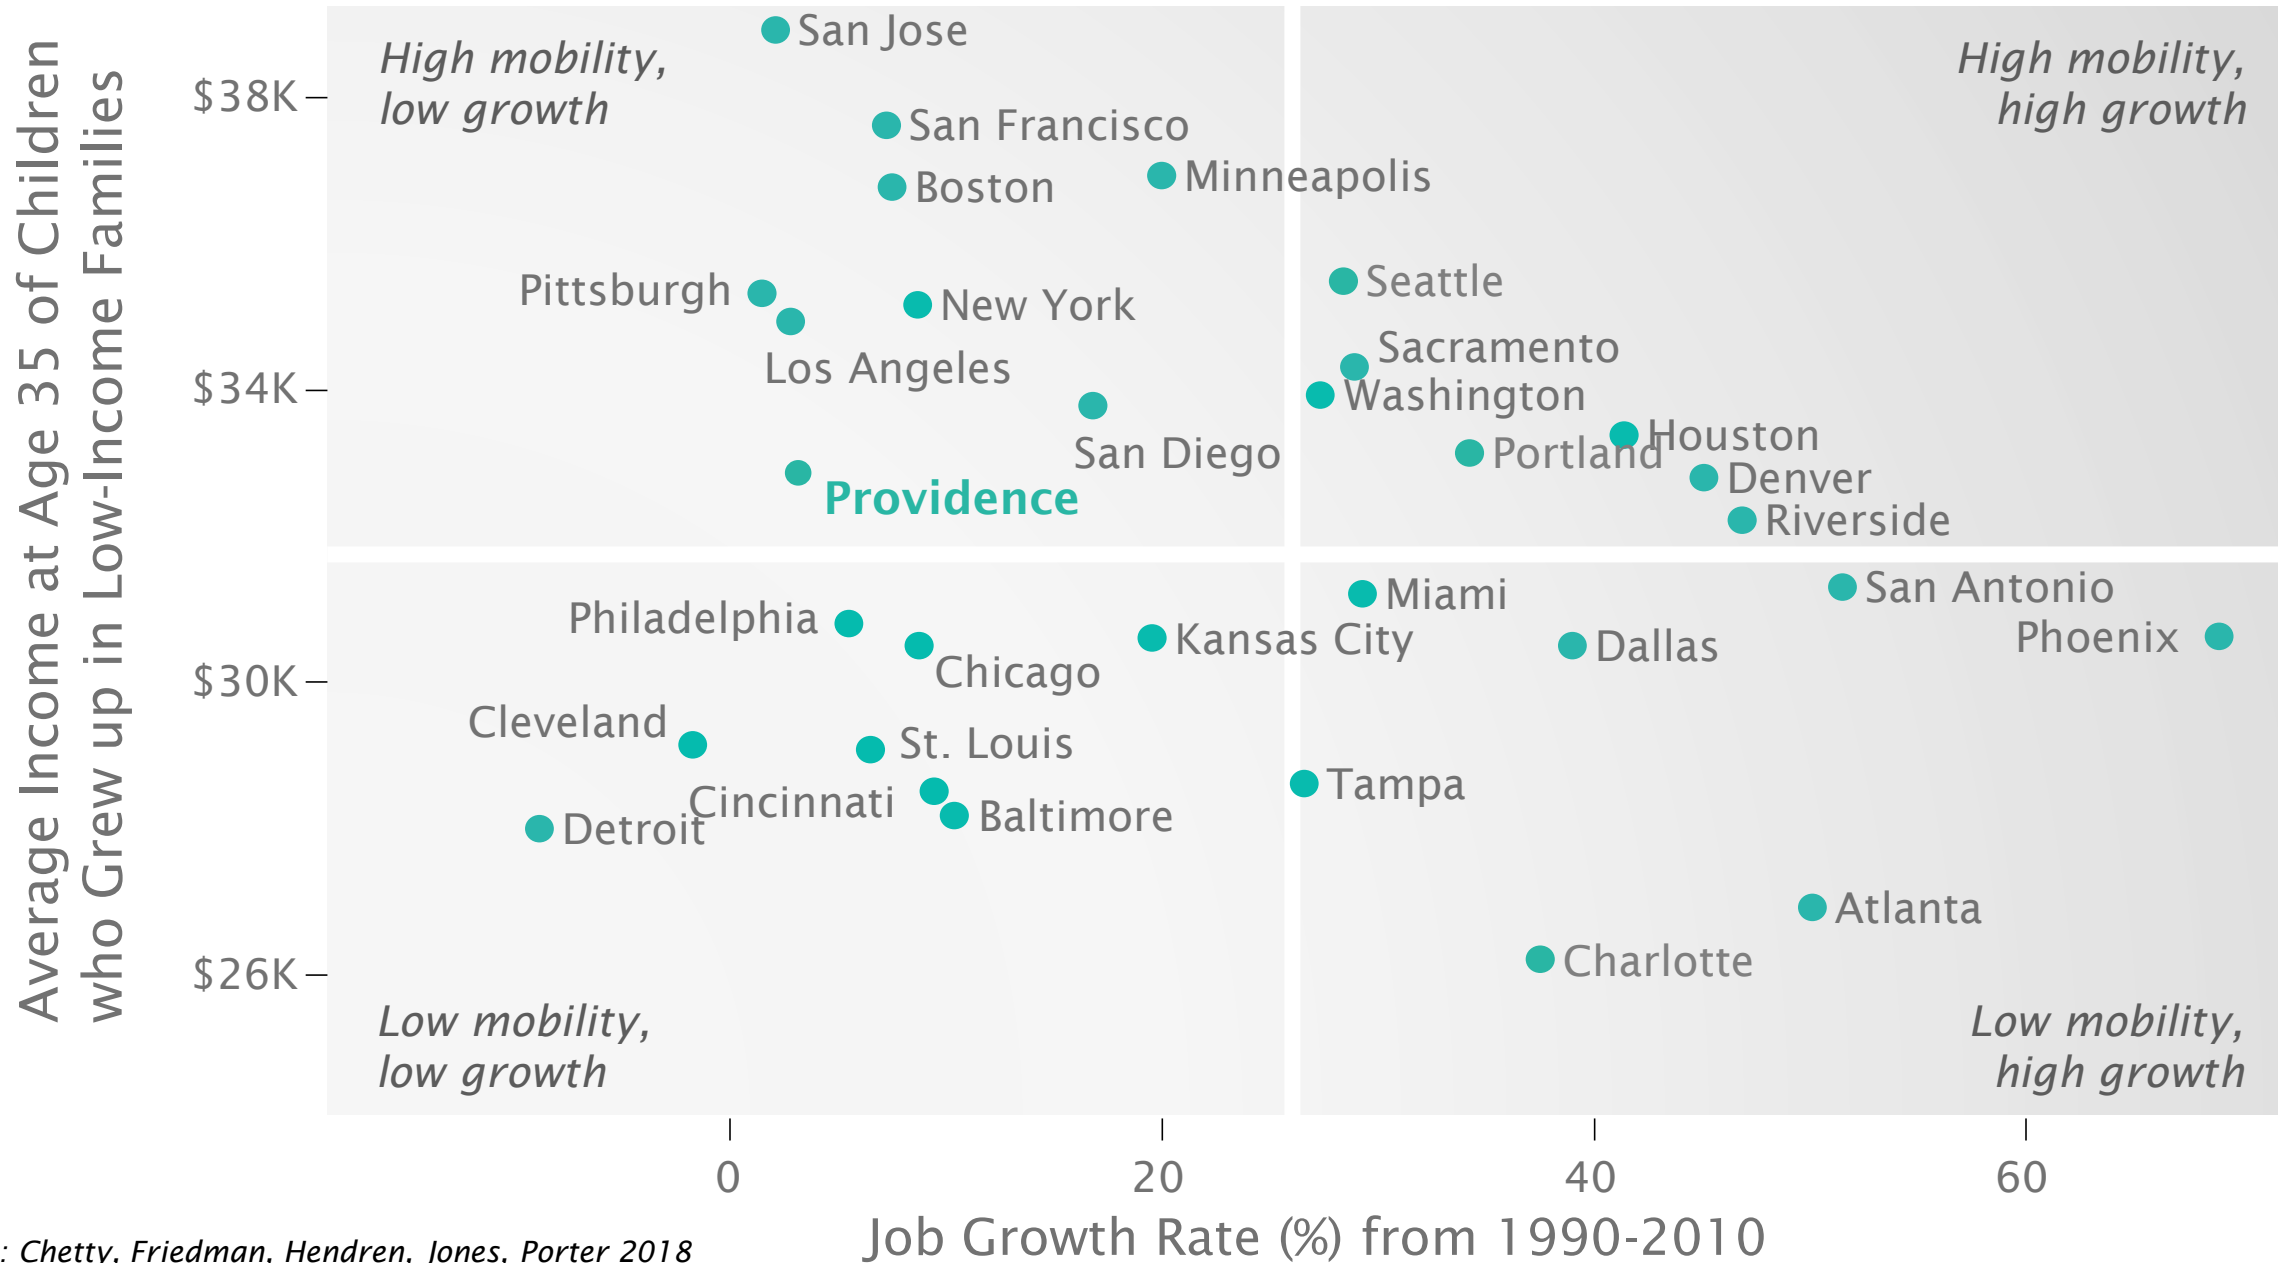 Average Income at Age 35 of Children
who Grew up in Low-Income Families
$38K
$34K
$30K
$26K
High mobility,
low growth
High mobility,
high growth
San Jose
San Francisco
Minneapolis
Boston
Seattle
Pittsburgh
New York
Sacramento
Los Angeles
Washington
Houston
San Diego
Portland
Denver
Providence
Riverside
San Antonio
Miami
Philadelphia
Phoenix
Kansas City
Dallas
Chicago
Cleveland
St. Louis
Tampa
Cincinnati
Baltimore
Detroit
Atlanta
Charlotte
Low mobility,
low growth
Low mobility,
high growth
0
20
40
60
Job Growth Rate (%) from 1990-2010
: Chetty, Friedman, Hendren, Jones, Porter 2018